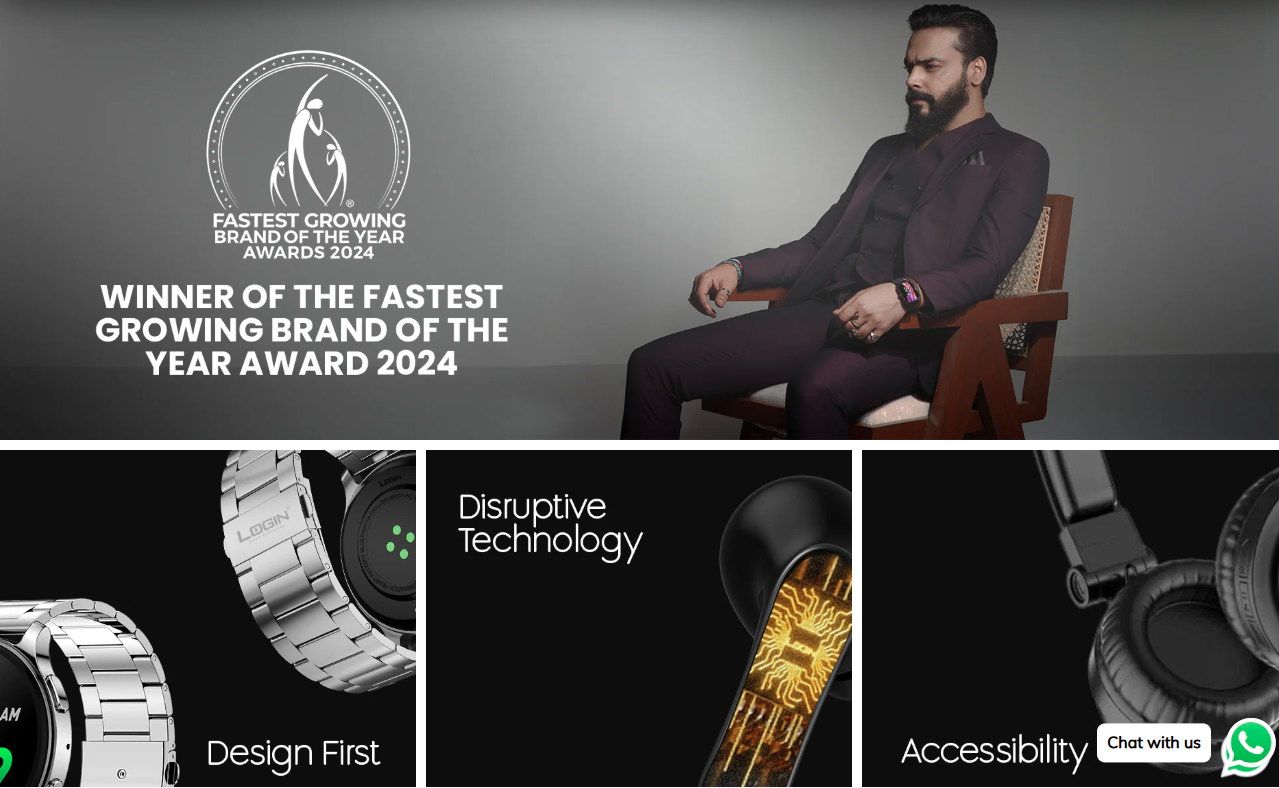 FASTEST GROWING
BRAND OF THE YEAR
AWARDS 2024
WINNER OF THE FASTEST
GROWING BRAND OF THE
YEAR AWARD 2024
LOGIN
AM
Design First
Disruptive
Technology
Accessibility
Chat with us